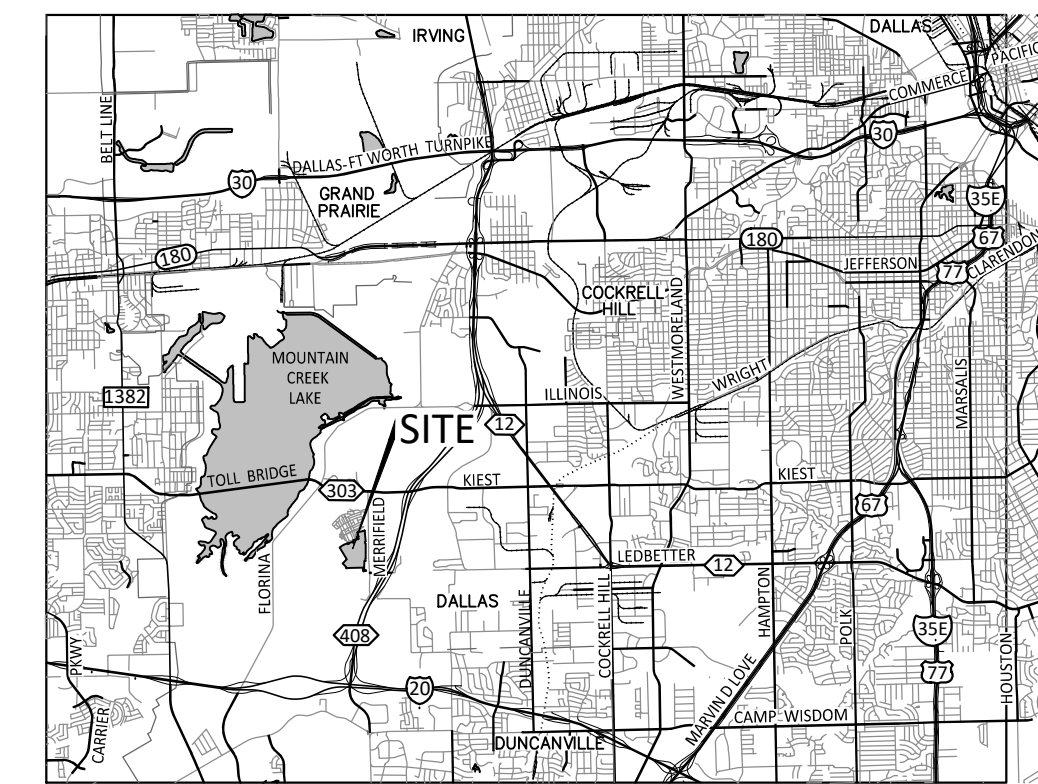 DALLAS
IRVING
PACIFIC
COMMERCE
BELT LINE
30
DALLAS-FT WORTH TURNPIKE
30
GRAND
PRAIRIE
35E
67
180
180
CLARENDON
JEFFERSON
77
COCKRELL
HILL
WESTMORELAND
MOUNTAIN
CREEK
LAKE
WRIGHT
MARSALIS
1382
ILLINOIS
SITE
12
TOLL BRIDGE
303
KIEST
KIEST
67
MERRIFIELD
FLORINA
LEDBETTER
12
DALLAS
DUNCANVILLE
COCKRELL HILL
HAMPTON
POLK
408
35E
PKWY
HOUSTON
20
77
MARVIN D LOVE
CARRIER
CAMP WISDOM
DUNCANVILLE